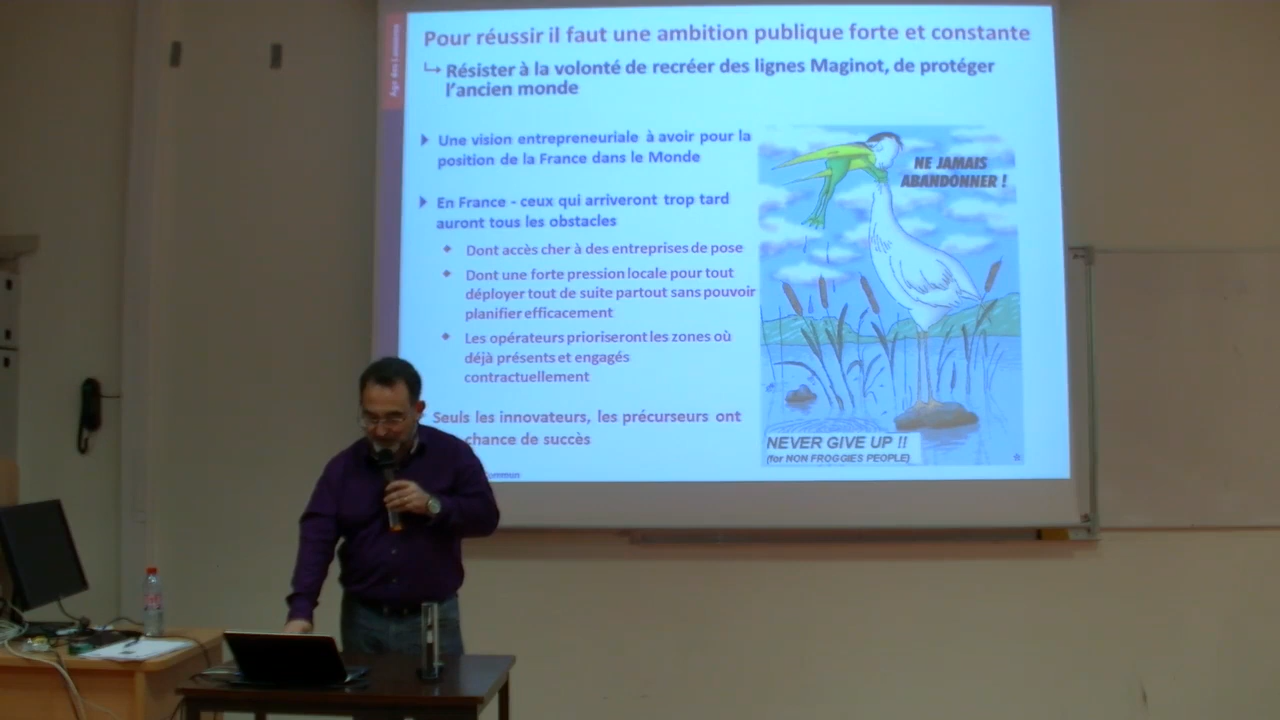 Pour réussir il faut une ambition publique forte et constante
Résister à la volonté de recréer des lignes Maginot, de protéger
l'ancien monde
Une vision entrepreneuriale à avoir pour la
position de la France dans le Monde
En France - ceux qui arriveront trop tard
auront tous les obstacles
Dont accès cher à des entreprises de pose
Dont une forte pression locale pour tout
déployer tout de suite partout sans pouvoir
planifier efficacement
Les opérateurs prioriseront les zones où
déjà présents et engagés
contractuellement
Seuls les innovateurs, les précurseurs ont
chance de succès
NE JAMAIS
ABANDONNER !
NEVER GIVE UP !!
(for NON FROGGIES PEOPLE)